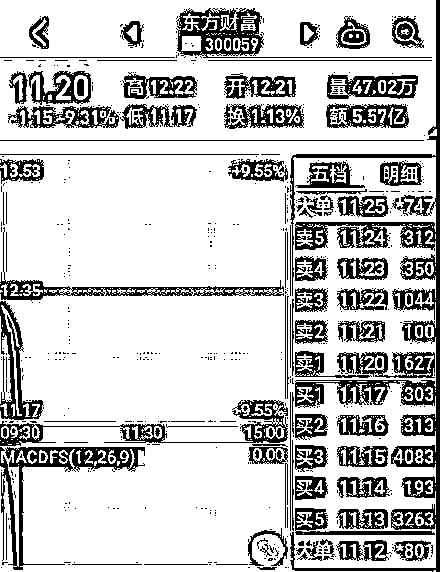 东方财富
300059
11.20
-1.15 -9.31%
高 12.22 开 12.21 量 47.02万
低 11.17 换 1.13% 额 5.57亿
13.53 +9.55%
12.35
11.17 -9.55%
09:30 11:30 15:00
MACDFS(12,26,9) 0.00
五档 明细
大单 11.25 +747
卖5 11.24 312
卖4 11.23 350
卖3 11.22 1044
卖2 11.21 100
卖1 11.20 1627
买1 11.17 303
买2 11.16 313
买3 11.15 4083
买4 11.14 193
买5 11.13 3263
大单 11.12